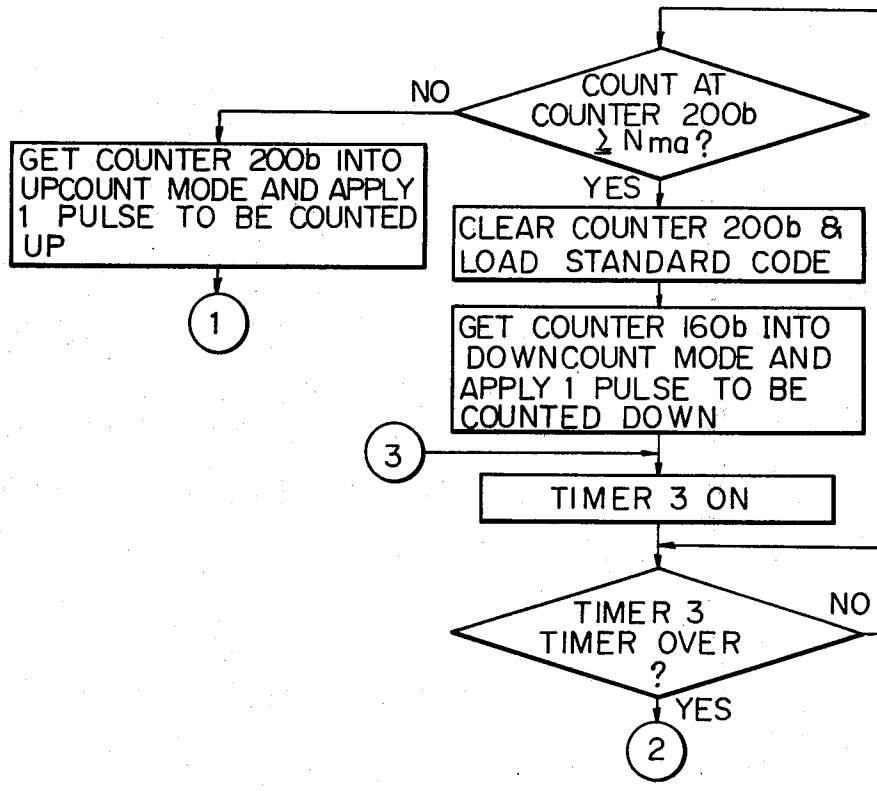 COUNT AT
COUNTER 200b
≥ Nma?
NO
YES
GET COUNTER 200b INTO
UPCOUNT MODE AND APPLY
1 PULSE TO BE COUNTED
UP
1
CLEAR COUNTER 200b &
LOAD STANDARD CODE
GET COUNTER 160b INTO
DOWNCOUNT MODE AND
APPLY 1 PULSE TO BE
COUNTED DOWN
3
TIMER 3 ON
TIMER 3
TIMER OVER
?
NO
YES
2